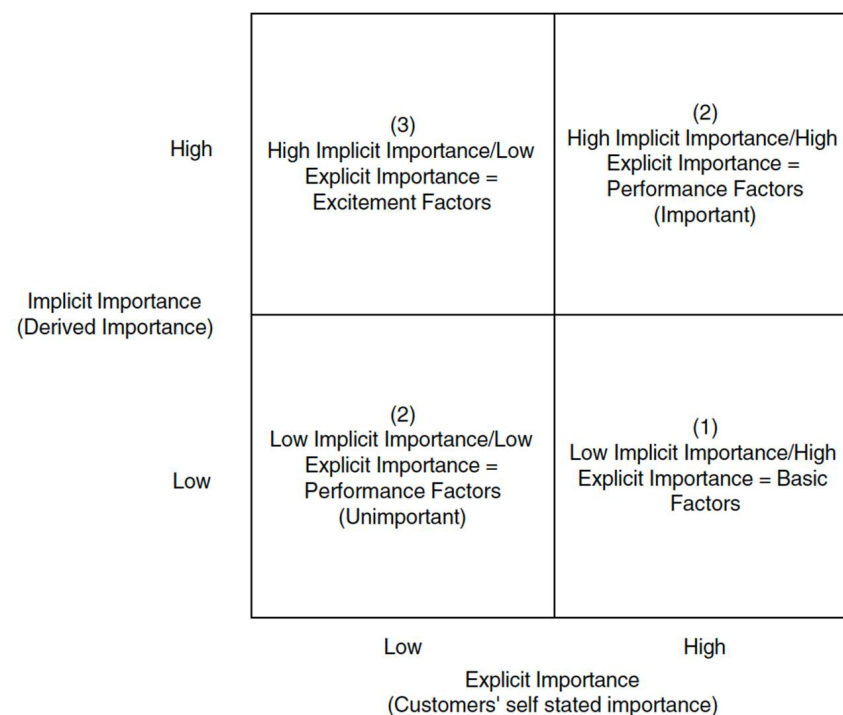 High
(3)
High Implicit Importance/Low
Explicit Importance =
Excitement Factors
(2)
High Implicit Importance/High
Explicit Importance =
Performance Factors
(Important)
Implicit Importance
(Derived Importance)
Low
(2)
Low Implicit Importance/Low
Explicit Importance =
Performance Factors
(Unimportant)
(1)
Low Implicit Importance/High
Explicit Importance = Basic
Factors
Low
High
Explicit Importance
(Customers' self stated importance)